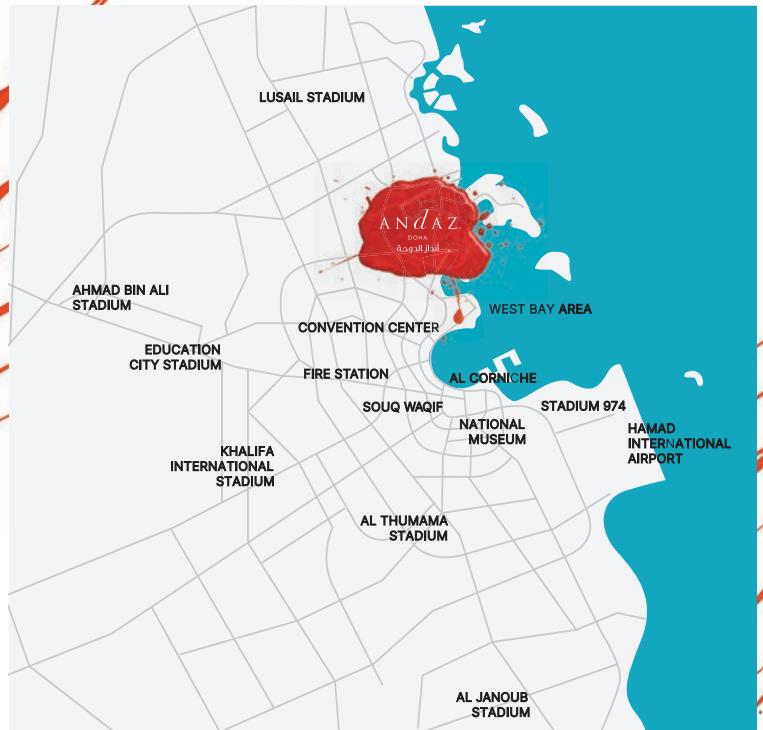 LUSAIL STADIUM
ANdAZ
DOHA
أنداز الدوحة
AHMAD BIN ALI
STADIUM
WEST BAY AREA
CONVENTION CENTER
EDUCATION
CITY STADIUM
FIRE STATION
AL CORNICHE
SOUQ WAQIF
STADIUM 974
NATIONAL
MUSEUM
HAMAD
INTERNATIONAL
AIRPORT
KHALIFA
INTERNATIONAL
STADIUM
AL THUMAMA
STADIUM
AL JANOUB
STADIUM